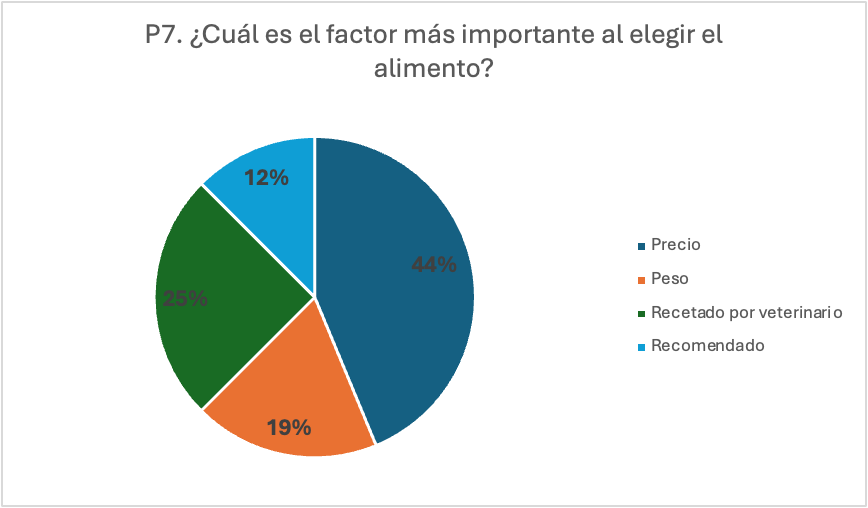 P7. ¿Cuál es el factor más importante al elegir el
alimento?
12%
44%
25%
19%
Precio
Peso
Recetado por veterinario
Recomendado